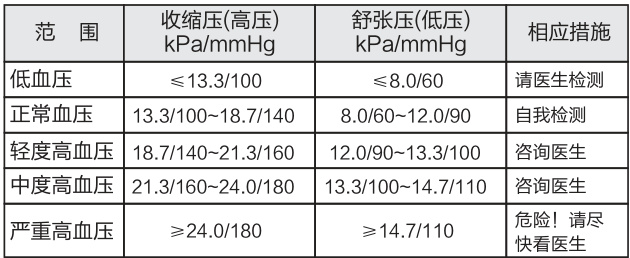 范 围 收缩压(高压) 舒张压(低压) 相应措施
kPa/mmHg kPa/mmHg
低血压 ≤13.3/100 ≤8.0/60 请医生检测
正常血压 13.3/100~18.7/140 8.0/60~12.0/90 自我检测
轻度高血压 18.7/140~21.3/160 12.0/90~13.3/100 咨询医生
中度高血压 21.3/160~24.0/180 13.3/100~14.7/110 咨询医生
严重高血压 ≥24.0/180 ≥14.7/110 危险！请尽
快看医生